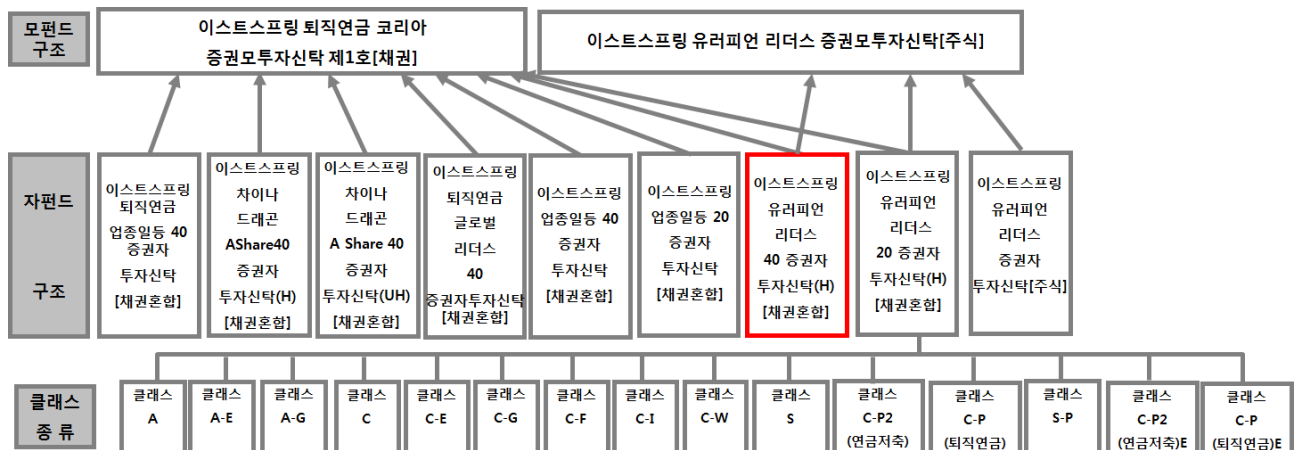 모펀드
구조
이스트스프링 퇴직연금 코리아
증권모투자신탁 제1호[채권]
이스트스프링 유러피언 리더스 증권모투자신탁[주식]
자펀드
구조
이스트스프링
퇴직연금
업종일등 40
증권자
투자신탁
[채권혼합]
이스트스프링
차이나
드래곤
AShare40
증권자
투자신탁(H)
[채권혼합]
이스트스프링
차이나
드래곤
A Share 40
증권자
투자신탁(UH)
[채권혼합]
이스트스프링
퇴직연금
글로벌
리더스
40
증권자투자신탁
[채권혼합]
이스트스프링
업종일등 40
증권자
투자신탁
[채권혼합]
이스트스프링
업종일등 20
증권자
투자신탁
[채권혼합]
이스트스프링
유러피언
리더스
40 증권자
투자신탁(H)
[채권혼합]
이스트스프링
유러피언
리더스
20 증권자
투자신탁(H)
[채권혼합]
이스트스프링
유러피언
리더스
증권자
투자신탁[주식]
클래스
종 류
클래스
A
클래스
A-E
클래스
A-G
클래스
C
클래스
C-E
클래스
C-G
클래스
C-F
클래스
C-I
클래스
C-W
클래스
S
클래스
C-P2
(연금저축)
클래스
C-P
(퇴직연금)
클래스
S-P
클래스
C-P2
(연금저축)E
클래스
C-P
(퇴직연금)E